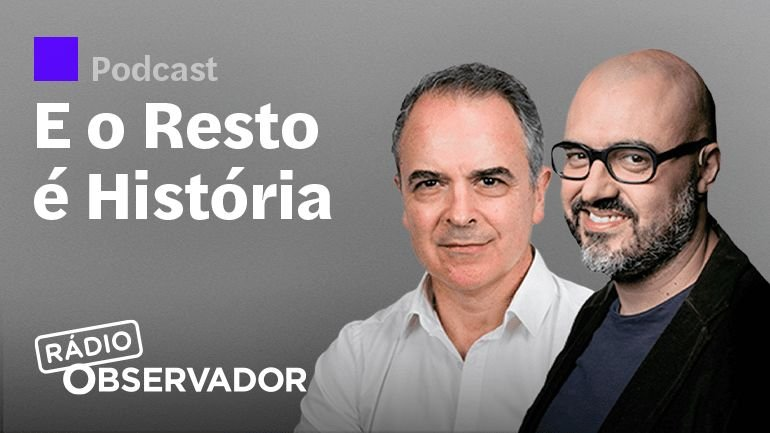 Podcast
E o Resto
é História
RÁDIO
OBSERVADOR